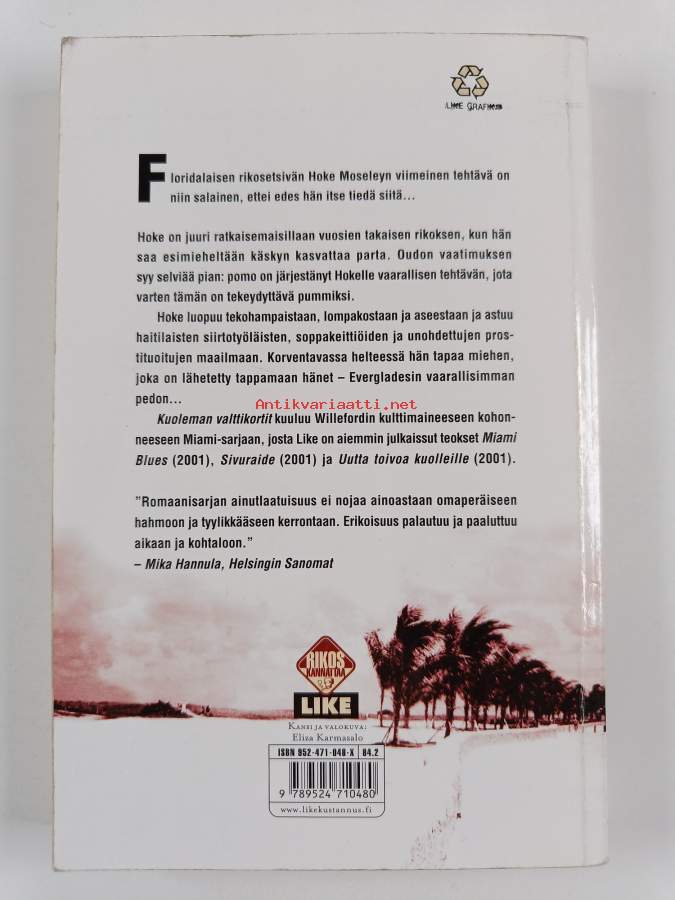 LIKE GRAFIKS
Floridalaisen rikosetsivän Hoke Moseleyn viimeinen tehtävä on
niin salainen, ettei edes hän itse tiedä siitä...
Hoke on juuri ratkaisemaisillaan vuosien takaisen rikoksen, kun hän
saa esimieheltään käskyn kasvattaa parta. Oudon vaatimuksen
syy selviää pian: pomo on järjestänyt Hokelle vaarallisen tehtävän, jota
varten tämän on tekeydyttävä pummiksi.
Hoke luopuu tekohampaistaan, lompakostaan ja aseestaan ja astuu
haitilaisten siirtotyöläisten, soppakeittiöiden ja unohdettujen pros-
tituoitujen maailmaan. Korventavassa helteessä hän tapaa miehen,
joka on lähetetty tappamaan hänet – Evergladesin vaarallisimman
pedon...
Antikvariaatti.net
Kuoleman valttikortit kuuluu Willefordin kulttimaineeseen kohon-
neeseen Miami-sarjaan, josta Like on aiemmin julkaissut teokset Miami
Blues (2001), Sivuraide (2001) ja Uutta toivoa kuolleille (2001).
”Romaanisarjan ainutlaatuisuus ei nojaa ainoastaan omaperäiseen
hahmoon ja tyylikkääseen kerrontaan. Erikoisuus palautuu ja paaluttuu
aikaan ja kohtaloon.”
– Mika Hannula, Helsingin Sanomat
RIKOS
KANNATTAA
LIKE
Kansi ja valokuva:
Eliza Karmasalo
ISBN 952-471-048-X 84.2
9 789524 710480
www.likekustannus.fi